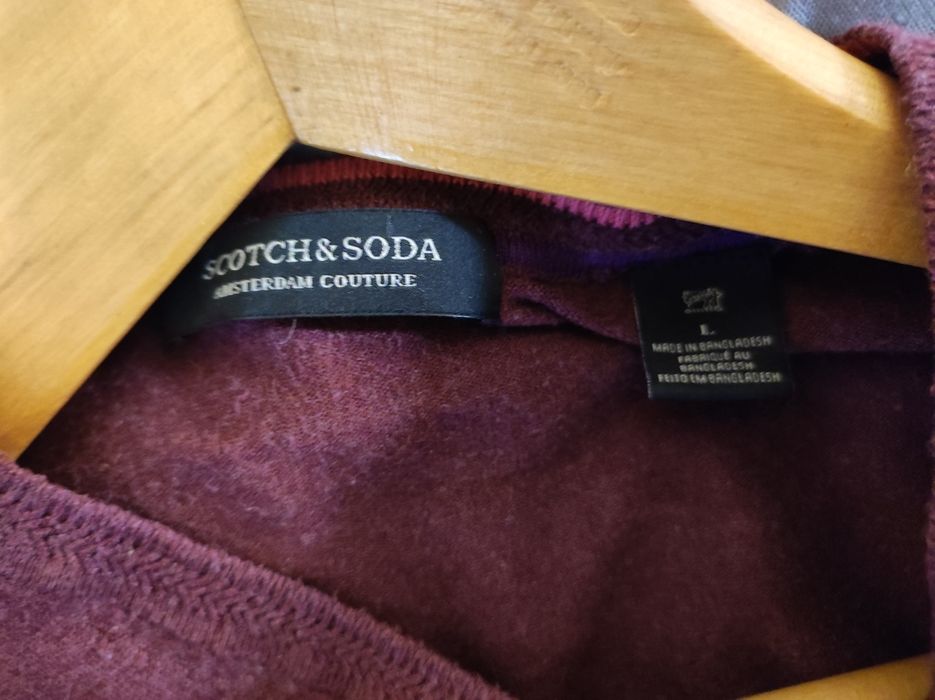 SCOTCH & SODA
AMSTERDAM COUTURE
L
MADE IN BANGLADESH
FABRIQUÉ AU
BANGLADESH
FEITO EM BANGLADESH